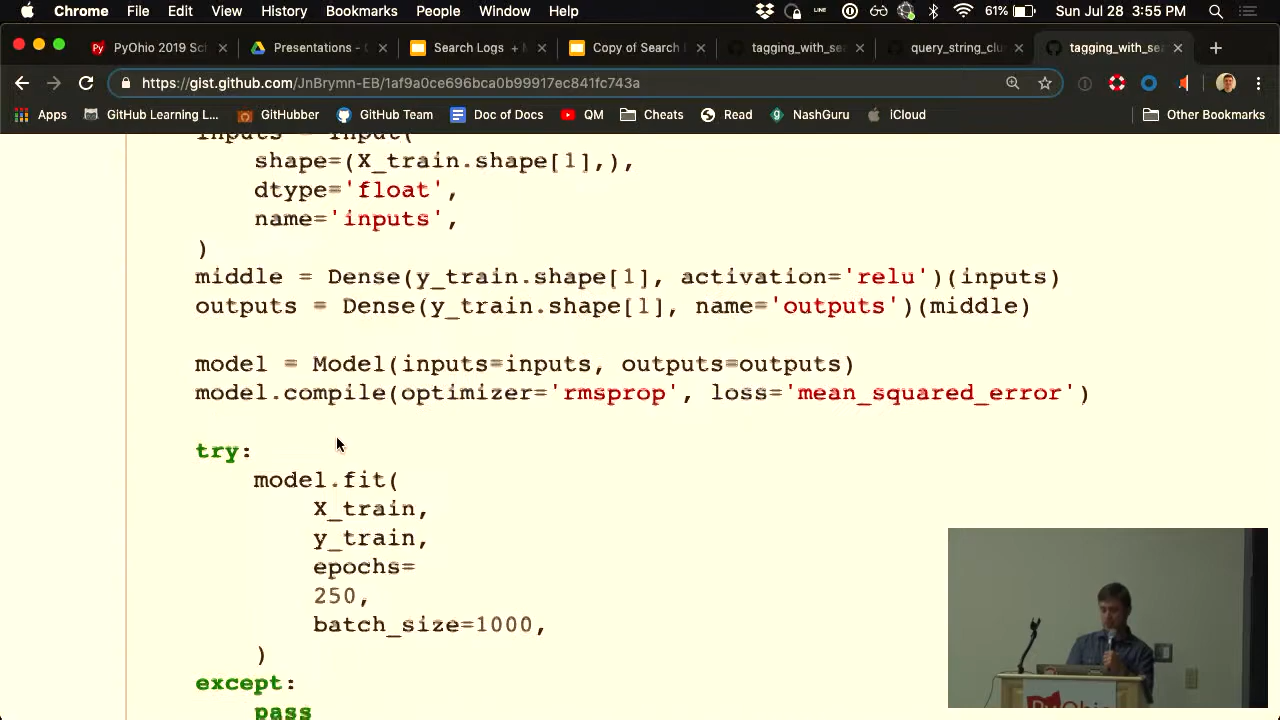 Chrome File Edit View History Bookmarks People Window Help LINE 61% Sun Jul 28 3:55 PM
PyOhio 2019 Sc Presentations - Search Logs + M Copy of Search L tagging_with_se query_string_clu tagging_with_se
https://gist.github.com/JnBrymn-EB/1af9a0ce696bca0b99917ec841fc743a
Apps GitHub Learning L... GitHubber GitHub Team Doc of Docs QM Cheats Read NashGuru iCloud Other Bookmarks
inputs = Input(
shape=(X_train.shape[1],),
dtype='float',
name='inputs',
)
middle = Dense(y_train.shape[1], activation='relu')(inputs)
outputs = Dense(y_train.shape[1], name='outputs')(middle)
model = Model(inputs=inputs, outputs=outputs)
model.compile(optimizer='rmsprop', loss='mean_squared_error')
try:
model.fit(
X_train,
y_train,
epochs=
250,
batch_size=1000,
)
except:
pass
PyOhio